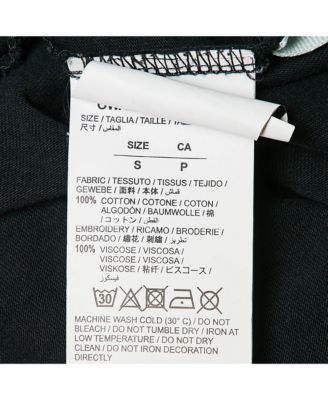 SIZE / TAGLIA / TAILLE / TA
尺寸 / المقاس /
SIZE CA
S P
FABRIC / TESSUTO / TISSUS / TEJIDO /
GEWEBE / 面料 / 本体 / قماش /
100% COTTON / COTONE / COTON /
ALGODÓN / BAUMWOLLE / 棉
/ コットン / القطن /
EMBROIDERY / RICAMO / BRODERIE /
BORDADO / 繡花 / 刺繍 / تطريز /
100% VISCOSE / VISCOSA /
VISCOSE / VISCOSA /
VISKOSE / 粘纤 / ビスコース /
فيسكوز /
30
MACHINE WASH COLD (30° C) / DO NOT
BLEACH / DO NOT TUMBLE DRY / IRON AT
LOW TEMPERATURE / DO NOT DRY
CLEAN / DO NOT IRON DECORATION
DIRECTLY